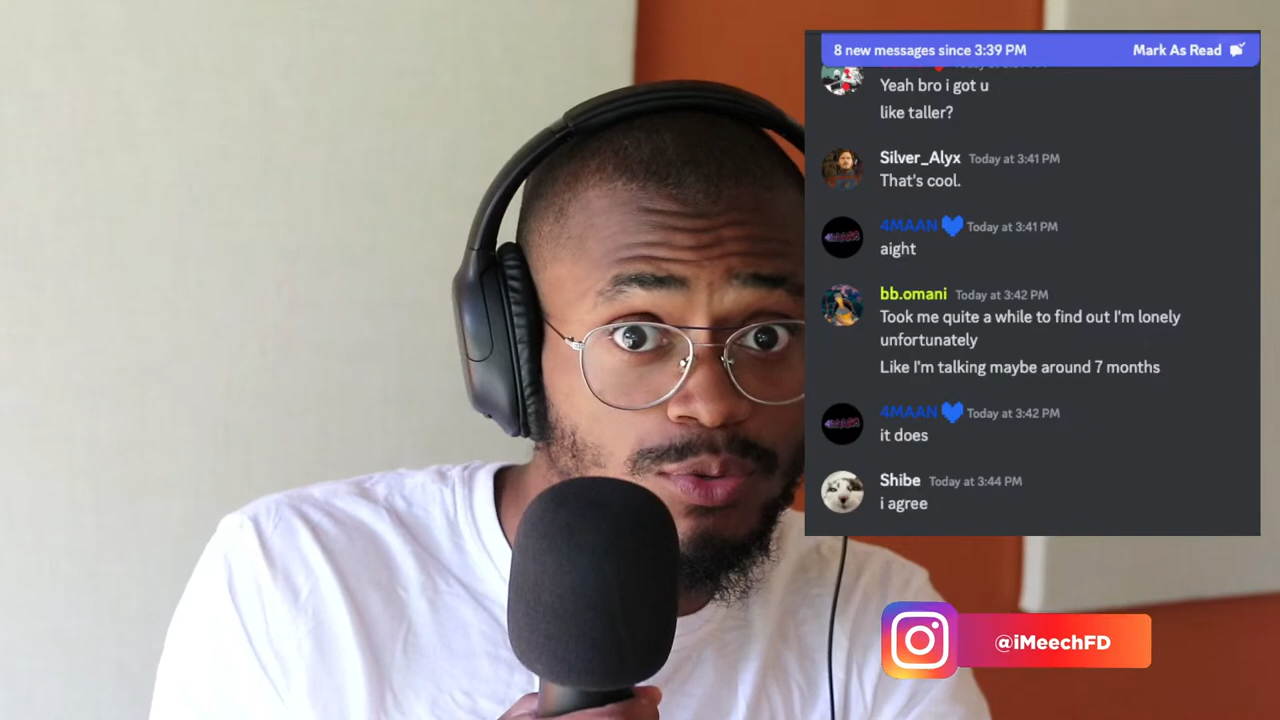 8 new messages since 3:39 PM Mark As Read
Yeah bro i got u
like taller?
Silver_Alyx Today at 3:41 PM
That's cool.
4MAAN Today at 3:41 PM
aight
bb.omani Today at 3:42 PM
Took me quite a while to find out I'm lonely
unfortunately
Like I'm talking maybe around 7 months
4MAAN Today at 3:42 PM
it does
Shibe Today at 3:44 PM
i agree
@iMeechFD